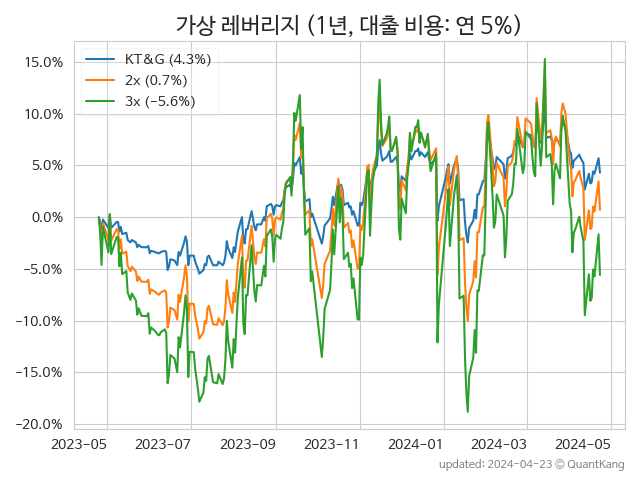 가상 레버리지 (1년, 대출 비용: 연 5%)
KT&G (4.3%)
2x (0.7%)
3x (−5.6%)
15.0%
10.0%
5.0%
0.0%
−5.0%
−10.0%
−15.0%
−20.0%
2023-05 2023-07 2023-09 2023-11 2024-01 2024-03 2024-05
updated: 2024-04-23 © QuantKang